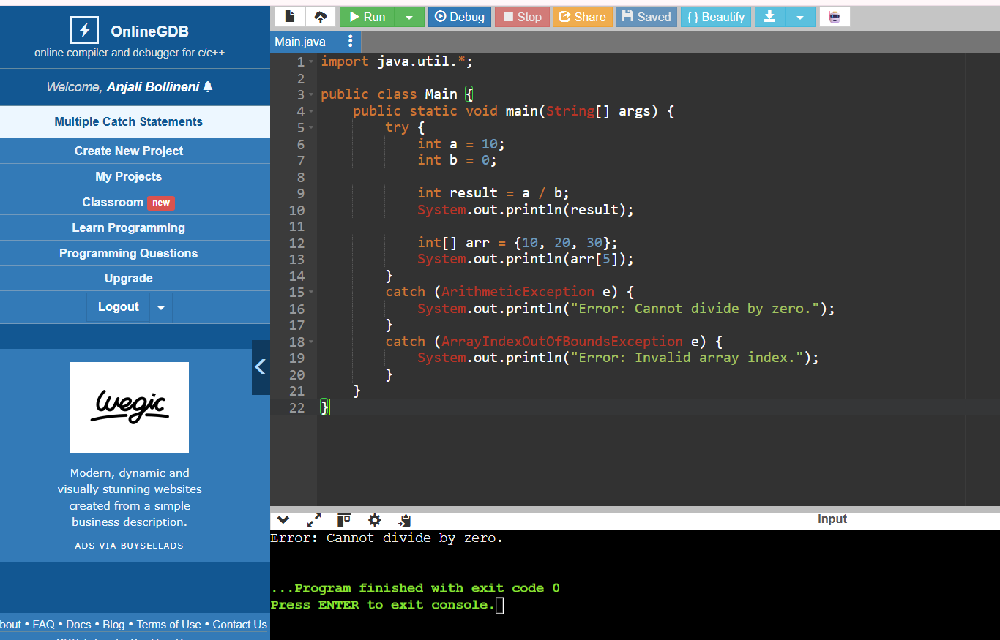 OnlineGDB
online compiler and debugger for c/c++
Welcome, Anjali Bollineni
Multiple Catch Statements
Create New Project
My Projects
Classroom new
Learn Programming
Programming Questions
Upgrade
Logout
wegic
Modern, dynamic and
visually stunning websites
created from a simple
business description.
ADS VIA BUYSELLADS
bout • FAQ • Docs • Blog • Terms of Use • Contact Us
Run Debug Stop Share Saved { } Beautify
Main.java
1 import java.util.*;
2
3 public class Main {
4 public static void main(String[] args) {
5 try {
6 int a = 10;
7 int b = 0;
8
9 int result = a / b;
10 System.out.println(result);
11
12 int[] arr = {10, 20, 30};
13 System.out.println(arr[5]);
14 }
15 catch (ArithmeticException e) {
16 System.out.println("Error: Cannot divide by zero.");
17 }
18 catch (ArrayIndexOutOfBoundsException e) {
19 System.out.println("Error: Invalid array index.");
20 }
21 }
22 }
input
Error: Cannot divide by zero.
...Program finished with exit code 0
Press ENTER to exit console.